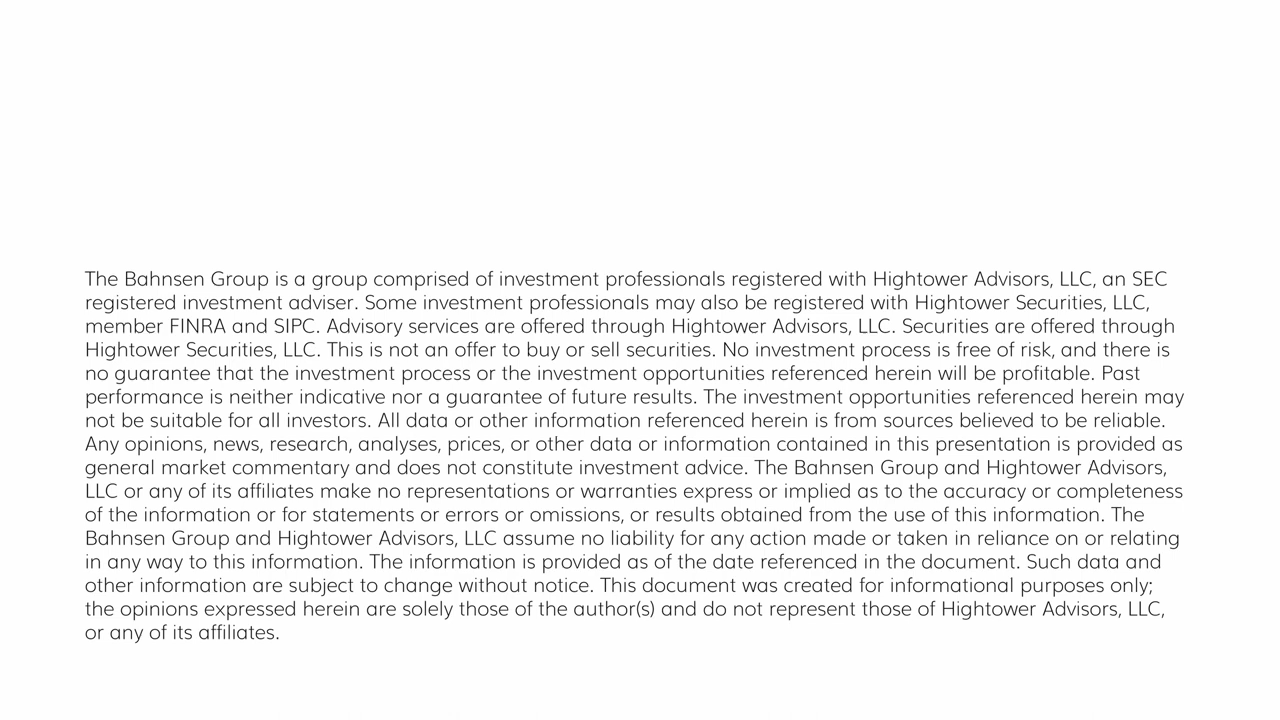 The Bahnsen Group is a group comprised of investment professionals registered with Hightower Advisors, LLC, an SEC
registered investment adviser. Some investment professionals may also be registered with Hightower Securities, LLC,
member FINRA and SIPC. Advisory services are offered through Hightower Advisors, LLC. Securities are offered through
Hightower Securities, LLC. This is not an offer to buy or sell securities. No investment process is free of risk, and there is
no guarantee that the investment process or the investment opportunities referenced herein will be profitable. Past
performance is neither indicative nor a guarantee of future results. The investment opportunities referenced herein may
not be suitable for all investors. All data or other information referenced herein is from sources believed to be reliable.
Any opinions, news, research, analyses, prices, or other data or information contained in this presentation is provided as
general market commentary and does not constitute investment advice. The Bahnsen Group and Hightower Advisors,
LLC or any of its affiliates make no representations or warranties express or implied as to the accuracy or completeness
of the information or for statements or errors or omissions, or results obtained from the use of this information. The
Bahnsen Group and Hightower Advisors, LLC assume no liability for any action made or taken in reliance on or relating
in any way to this information. The information is provided as of the date referenced in the document. Such data and
other information are subject to change without notice. This document was created for informational purposes only;
the opinions expressed herein are solely those of the author(s) and do not represent those of Hightower Advisors, LLC,
or any of its affiliates.